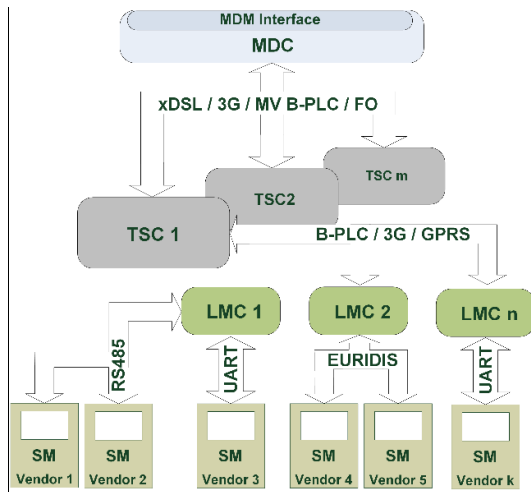 MDM Interface
MDC
xDSL / 3G / MV B-PLC / FO
TSC m
TSC2
TSC 1
B-PLC / 3G / GPRS
LMC 1
LMC 2
LMC n
RS485
UART
EURIDIS
UART
SM
Vendor 1
SM
Vendor 2
SM
Vendor 3
SM
Vendor 4
SM
Vendor 5
SM
Vendor k